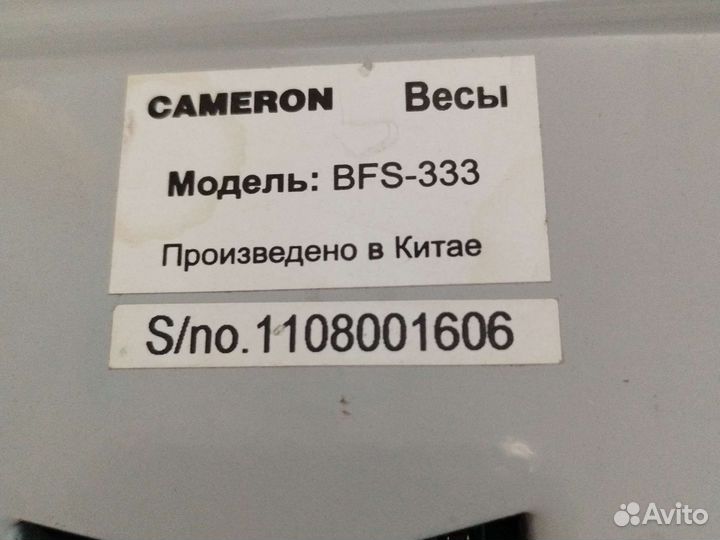 CAMERON Весы
Модель: BFS-333
Произведено в Китае
S/no.1108001606
Avito